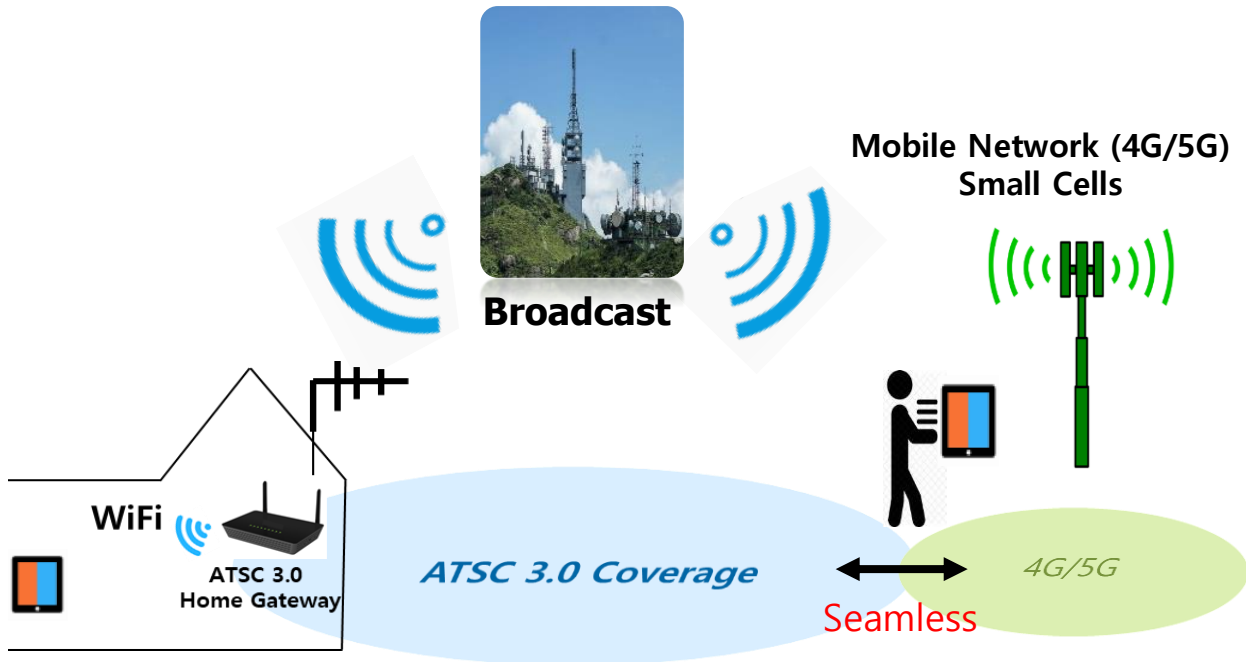 Mobile Network (4G/5G)
Small Cells
Broadcast
WiFi
ATSC 3.0
Home Gateway
ATSC 3.0 Coverage
4G/5G
Seamless